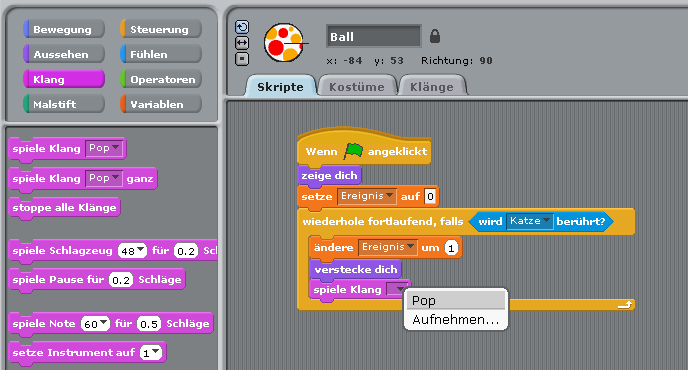 Bewegung
Steuerung
Aussehen
Fühlen
Klang
Operatoren
Malstift
Variablen
spiele Klang Pop
spiele Klang Pop ganz
stoppe alle Klänge
spiele Schlagzeug 48 für 0.2 Sc
spiele Pause für 0.2 Schläge
spiele Note 60 für 0.5 Schläge
setze Instrument auf 1
Ball
x: -84 y: 53 Richtung: 90
Skripte
Kostüme
Klänge
Wenn angeklickt
zeige dich
setze Ereignis auf 0
wiederhole fortlaufend, falls wird Katze berührt?
ändere Ereignis um 1
verstecke dich
spiele Klang
Pop
Aufnehmen...